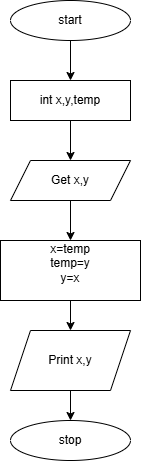 start
int x,y,temp
Get x,y
x=temp
temp=y
y=x
Print x,y
stop